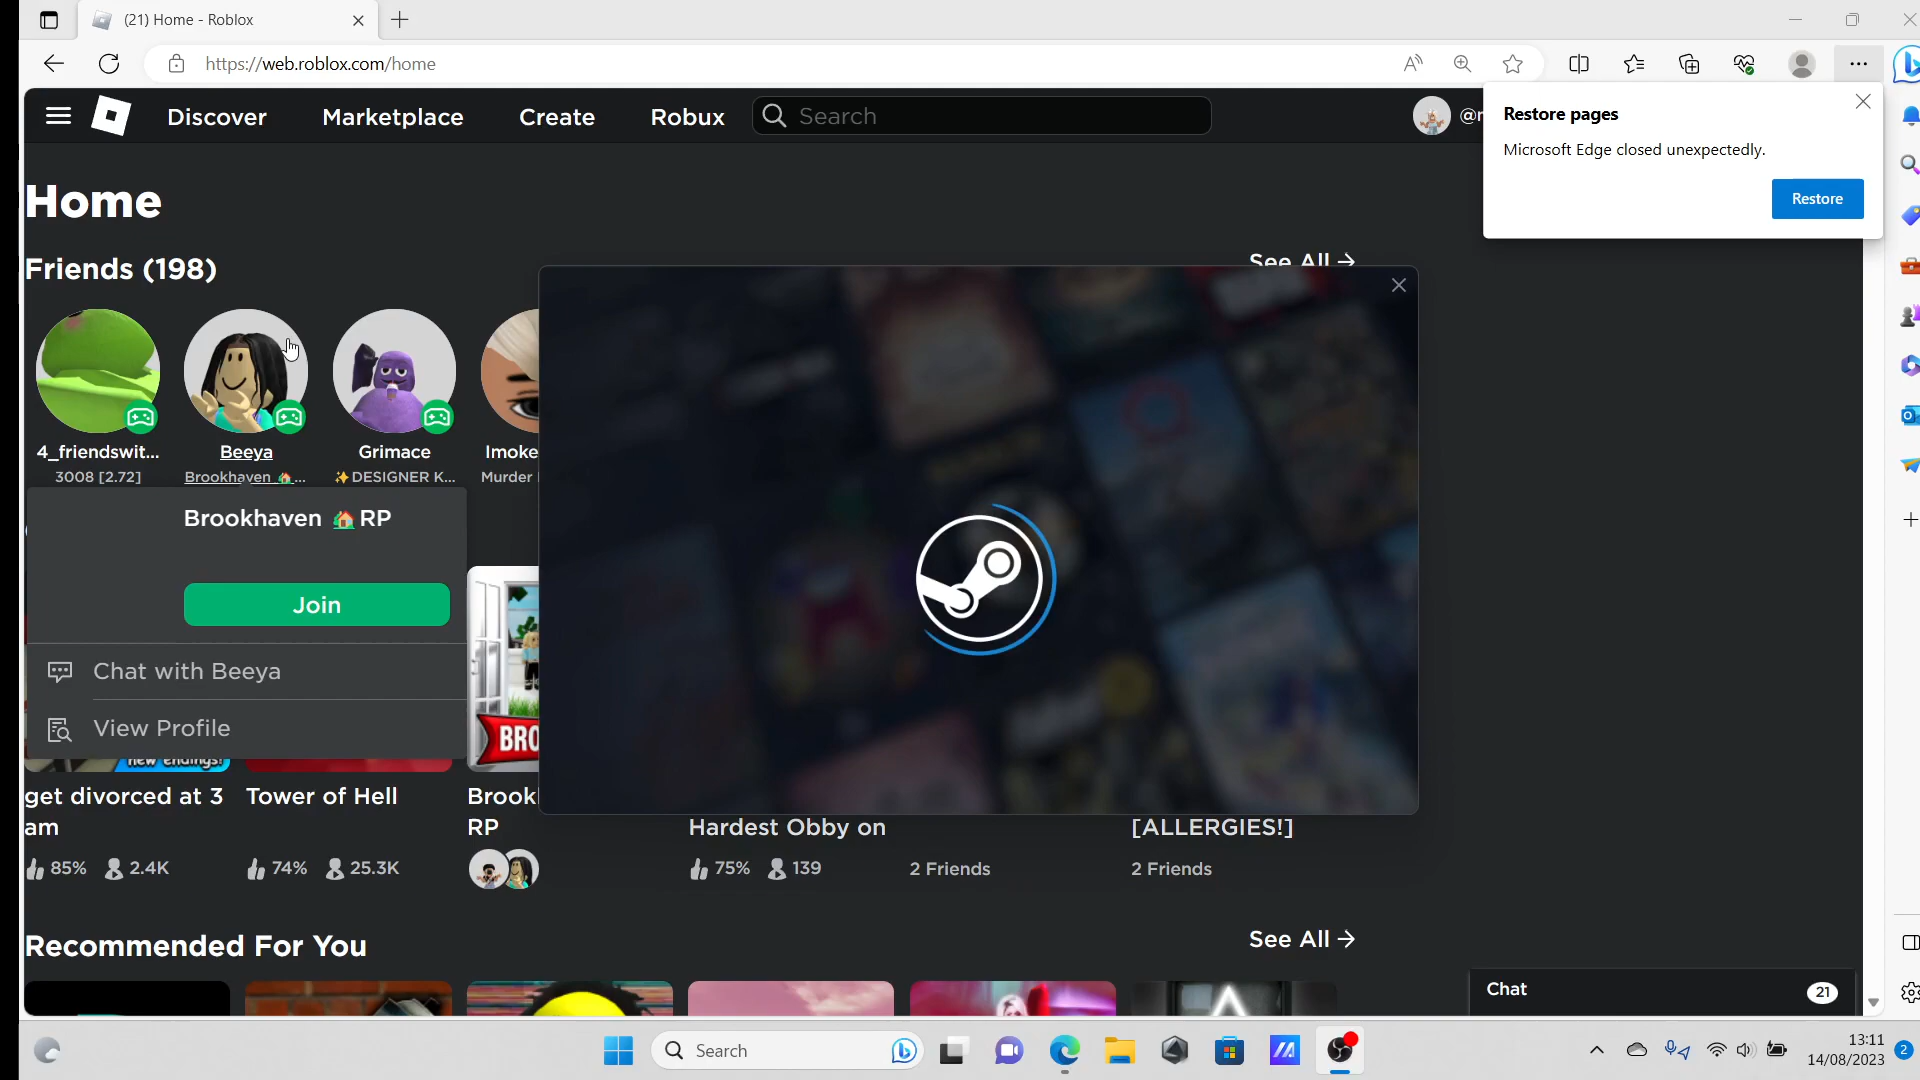 (21) Home - Roblox
https://web.roblox.com/home
Discover
Marketplace
Create
Robux
Search
Restore pages
Microsoft Edge closed unexpectedly.
Restore
Home
Friends (198)
See All →
4_friendswit...
Beeya
Grimace
Imoke
3008 [2.72]
Brookhaven 🏠...
✨DESIGNER K...
Murder
Brookhaven 🏠RP
Join
Chat with Beeya
View Profile
new endings!
BRO
get divorced at 3
am
Tower of Hell
Brook
RP
Hardest Obby on
[ALLERGIES!]
85% 2.4K
74% 25.3K
75% 139
2 Friends
2 Friends
Recommended For You
See All →
Chat
21
Search
13:11
14/08/2023
2